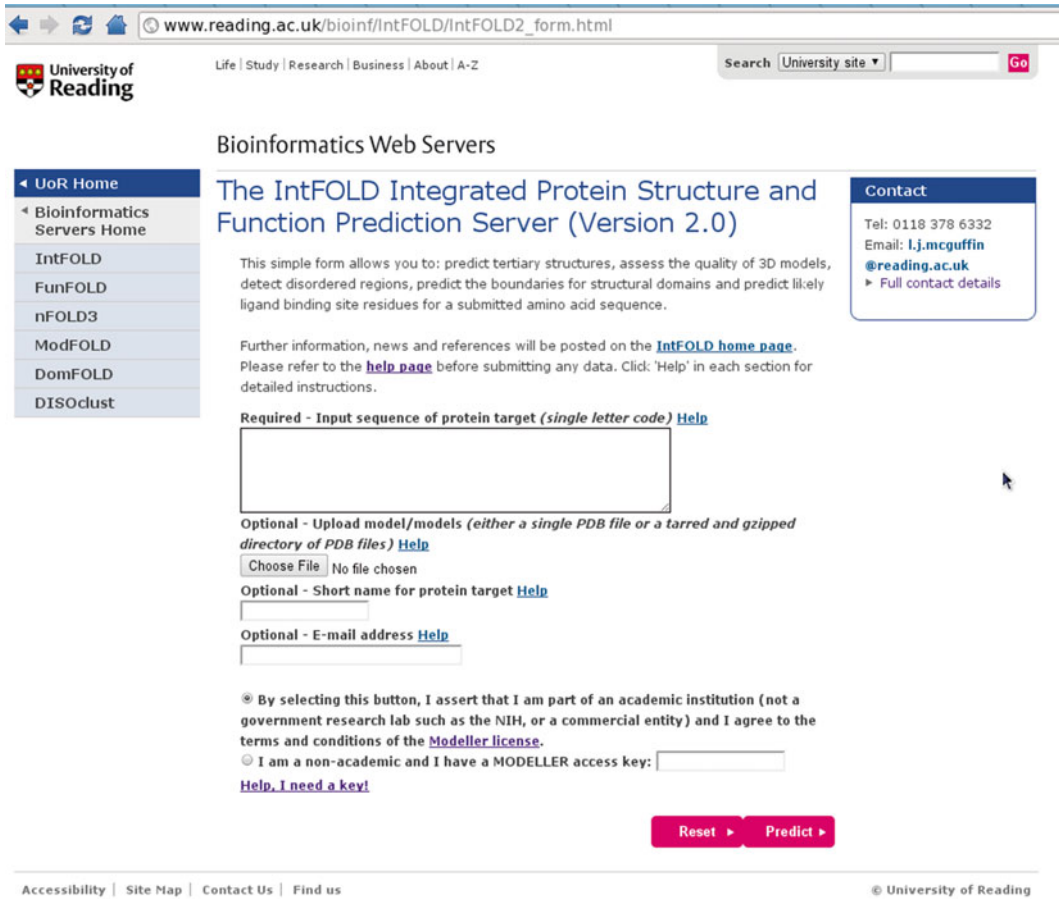 www.reading.ac.uk/bioinf/IntFOLD/IntFOLD2_form.html
University of
Reading
Life | Study | Research | Business | About | A-Z
Search University site ▼ Go
Bioinformatics Web Servers
UoR Home
Bioinformatics
Servers Home
IntFOLD
FunFOLD
nFOLD3
ModFOLD
DomFOLD
DISOclust
The IntFOLD Integrated Protein Structure and
Function Prediction Server (Version 2.0)
This simple form allows you to: predict tertiary structures, assess the quality of 3D models,
detect disordered regions, predict the boundaries for structural domains and predict likely
ligand binding site residues for a submitted amino acid sequence.
Further information, news and references will be posted on the IntFOLD home page.
Please refer to the help page before submitting any data. Click 'Help' in each section for
detailed instructions.
Required - Input sequence of protein target (single letter code) Help
Optional - Upload model/models (either a single PDB file or a tarred and gzipped
directory of PDB files) Help
Choose File No file chosen
Optional - Short name for protein target Help
Optional - E-mail address Help
By selecting this button, I assert that I am part of an academic institution (not a
government research lab such as the NIH, or a commercial entity) and I agree to the
terms and conditions of the Modeller license.
I am a non-academic and I have a MODELLER access key:
Help, I need a key!
Reset Predict
Contact
Tel: 0118 378 6332
Email: l.j.mcguffin
@reading.ac.uk
Full contact details
Accessibility | Site Map | Contact Us | Find us
© University of Reading